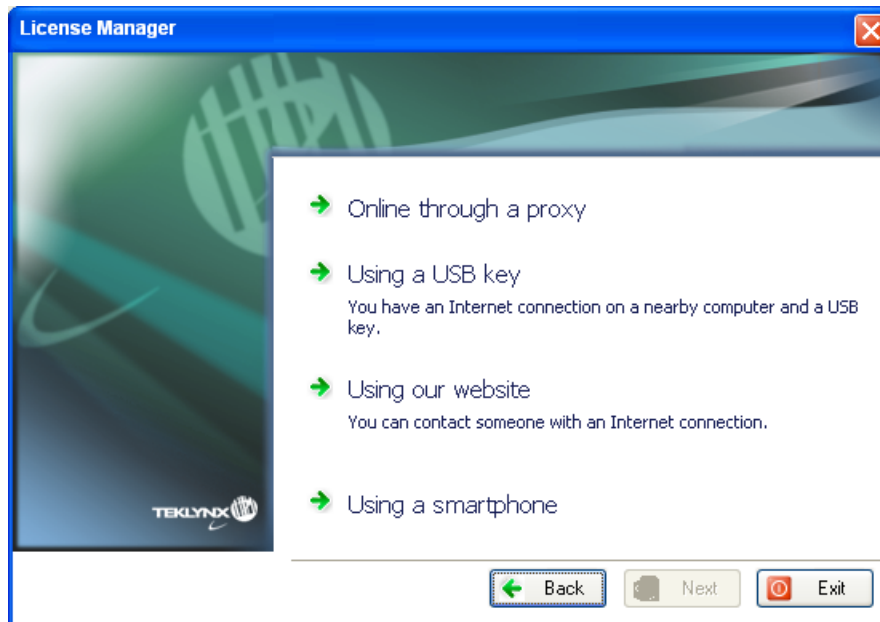 License Manager
Online through a proxy
Using a USB key
You have an Internet connection on a nearby computer and a USB
key.
Using our website
You can contact someone with an Internet connection.
Using a smartphone
TEKLYNX
Back
Next
Exit